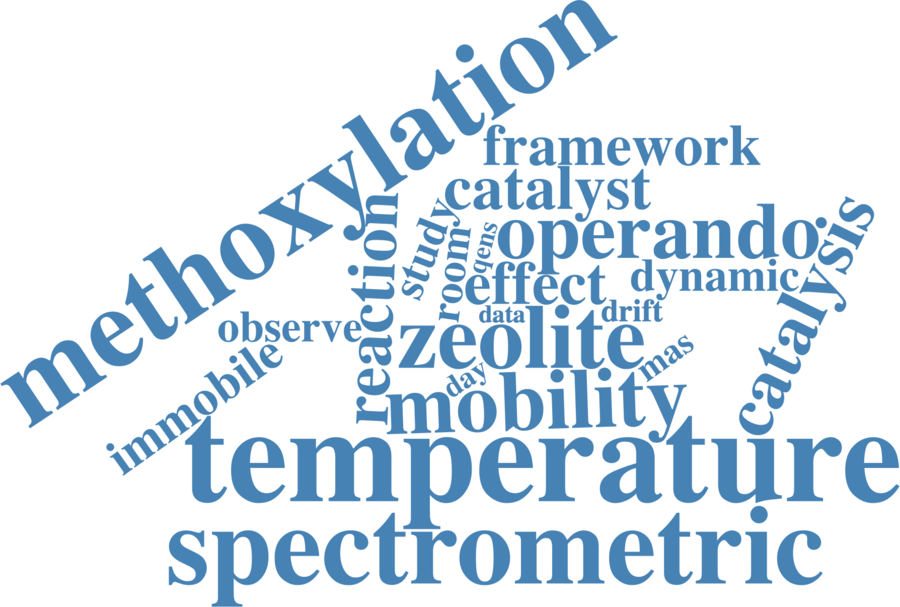 methoxylation
framework
catalyst
operando
catalysis
reaction
study
room
qens
effect
dynamic
observe
data
drift
zeolite
mas
immobile
day
mobility
temperature
spectrometric